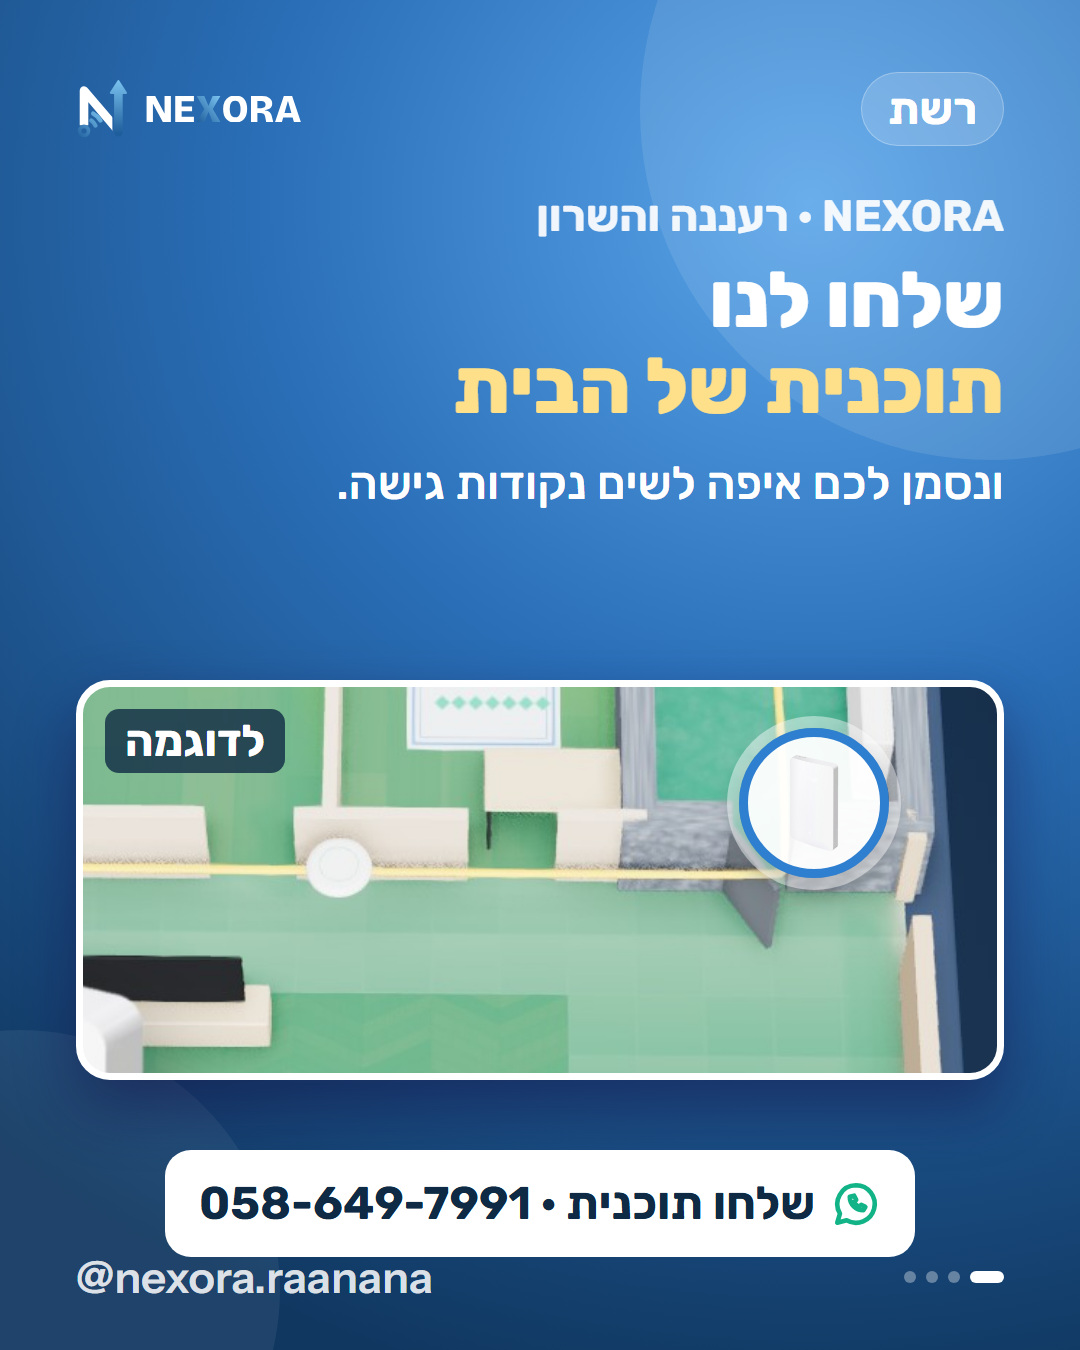 NEXORA
רשת
NEXORA • רעננה והשרון
שלחו לנו
תוכנית של הבית
ונסמן לכם איפה לשים נקודות גישה.
לדוגמה
שלחו תוכנית • 058-649-7991
@nexora.raanana